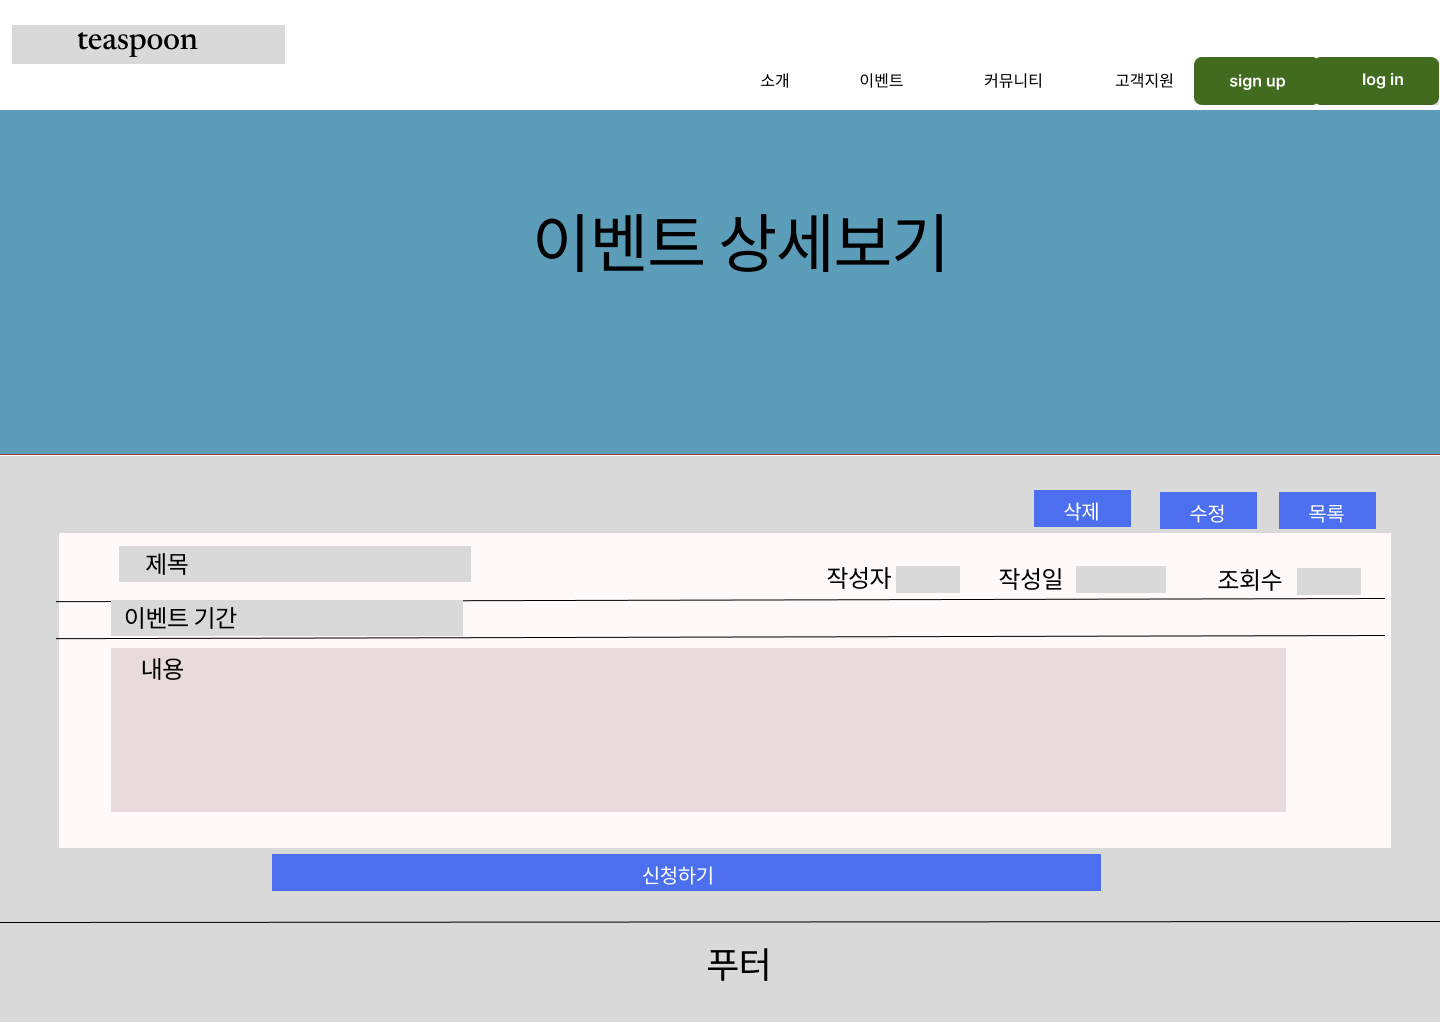 teaspoon
소개 이벤트 커뮤니티 고객지원 sign up log in
이벤트 상세보기
삭제 수정 목록
제목 작성자 작성일 조회수
이벤트 기간
내용
신청하기
푸터